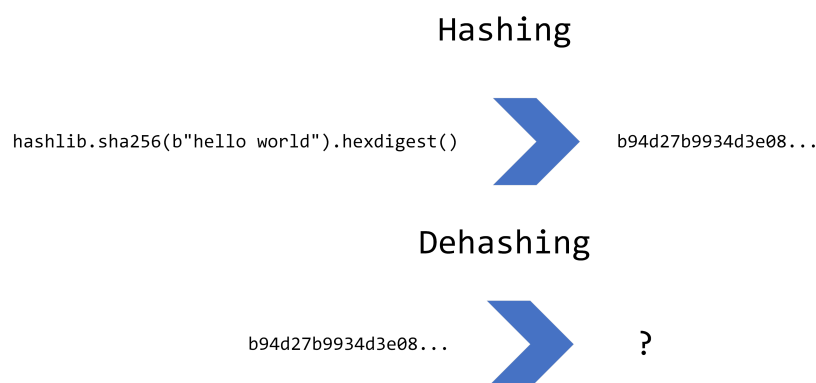 Hashing
hashlib.sha256(b"hello world").hexdigest()
b94d27b9934d3e08...
Dehashing
b94d27b9934d3e08...
?